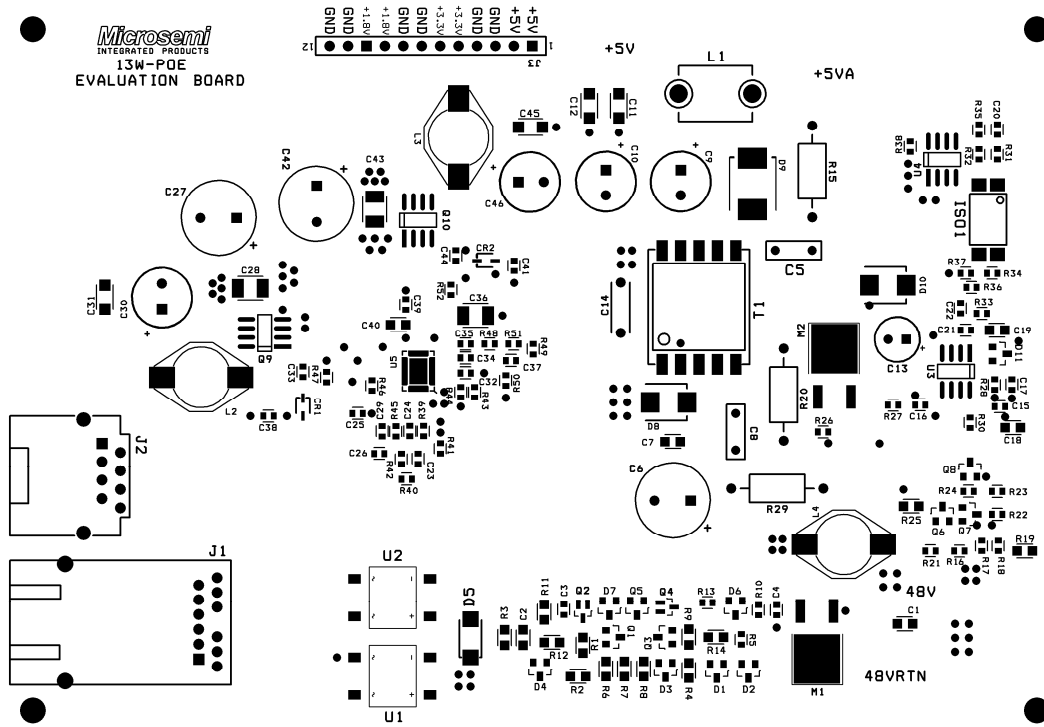 GND
GND
+1.8V
+1.8V
GND
GND
+3.3V
+3.3V
GND
GND
+5V
+5V
12
1
J3
Microsemi
INTEGRATED PRODUCTS
13W-POE
EVALUATION BOARD
+5V
L1
+5VA
C12
C11
C45
L3
C42
C43
C27
Q10
C46
C10
C9
D9
R15
R35
C20
R38
R32
R31
U4
ISO1
C44
CR2
C41
R52
C28
C31
C30
C39
C36
C40
Q9
C14
T1
C5
D10
R37
R34
R36
C22
R33
C21
C19
D11
M2
C13
U3
C35
R48
R51
R49
C34
C37
U5
C32
R50
R44
R43
C33
R47
R46
L2
CR1
C38
C25
C29
R45
C24
R39
R41
C26
R42
C23
R40
D8
C7
C8
R20
R26
R27
C16
R28
C17
C15
R30
C18
J2
C6
R29
L4
Q8
R24
R23
R25
Q6
Q7
R22
R21
R16
R17
R18
R19
J1
U2
D5
R3
C2
R11
C3
Q2
D7
Q5
Q4
R13
D6
R10
C4
48V
C1
R12
R1
Q1
Q3
R9
R14
R5
D4
R2
R6
R7
R8
D3
R4
D1
D2
M1
48VRTN
U1